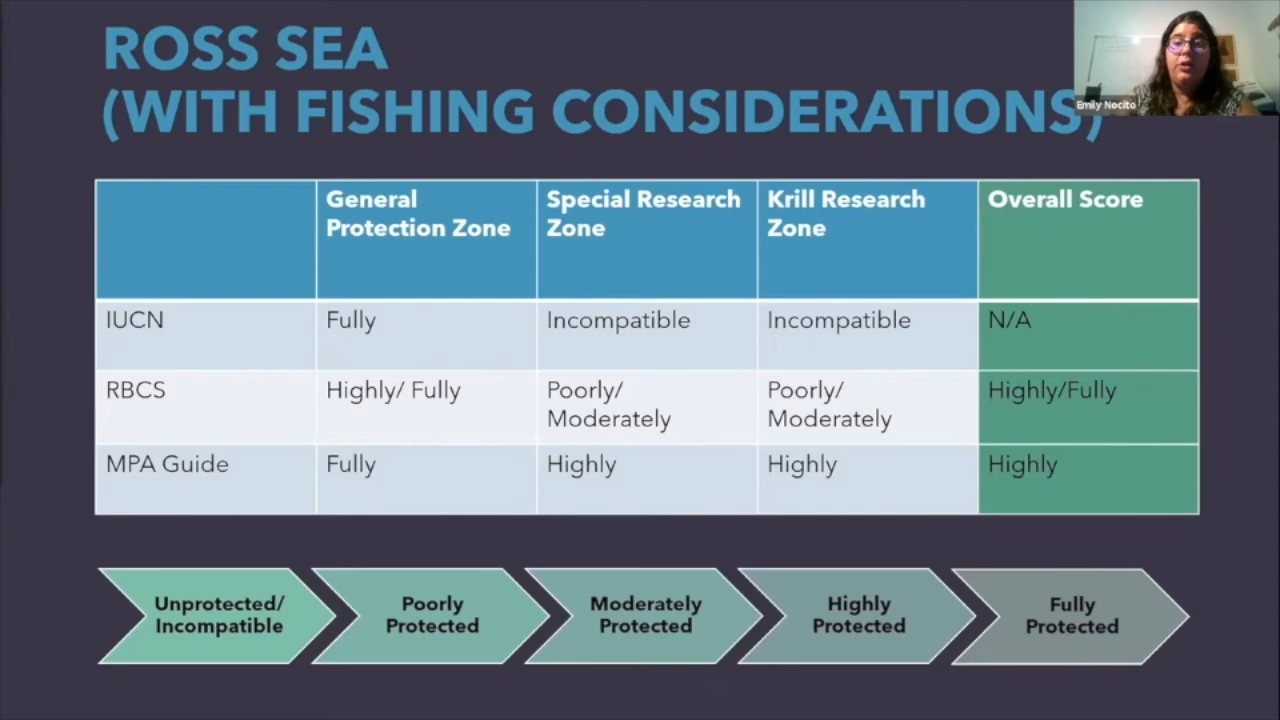 ROSS SEA
(WITH FISHING CONSIDERATIONS)
Emily Nocito
General
Protection Zone
Special Research
Zone
Krill Research
Zone
Overall Score
IUCN
Fully
Incompatible
Incompatible
N/A
RBCS
Highly/ Fully
Poorly/
Moderately
Poorly/
Moderately
Highly/Fully
MPA Guide
Fully
Highly
Highly
Highly
Unprotected/
Incompatible
Poorly
Protected
Moderately
Protected
Highly
Protected
Fully
Protected